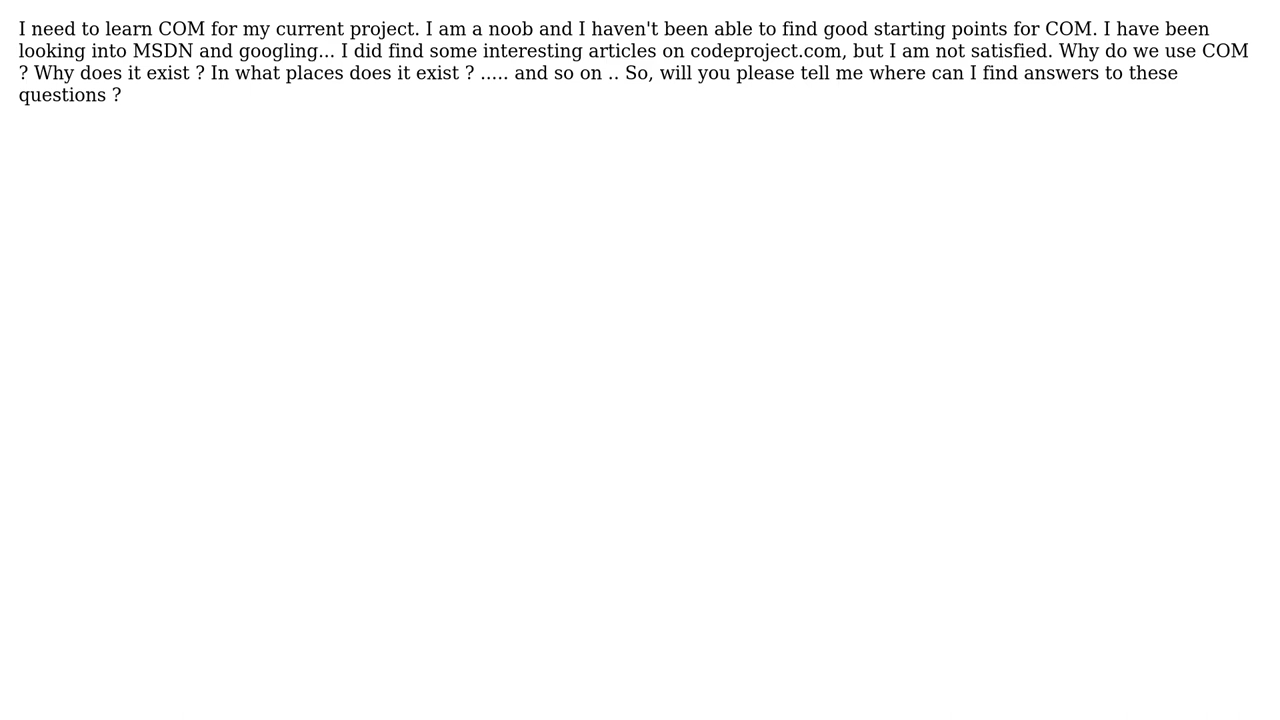 I need to learn COM for my current project. I am a noob and I haven't been able to find good starting points for COM. I have been
looking into MSDN and googling... I did find some interesting articles on codeproject.com, but I am not satisfied. Why do we use COM
? Why does it exist ? In what places does it exist ? ..... and so on .. So, will you please tell me where can I find answers to these
questions ?